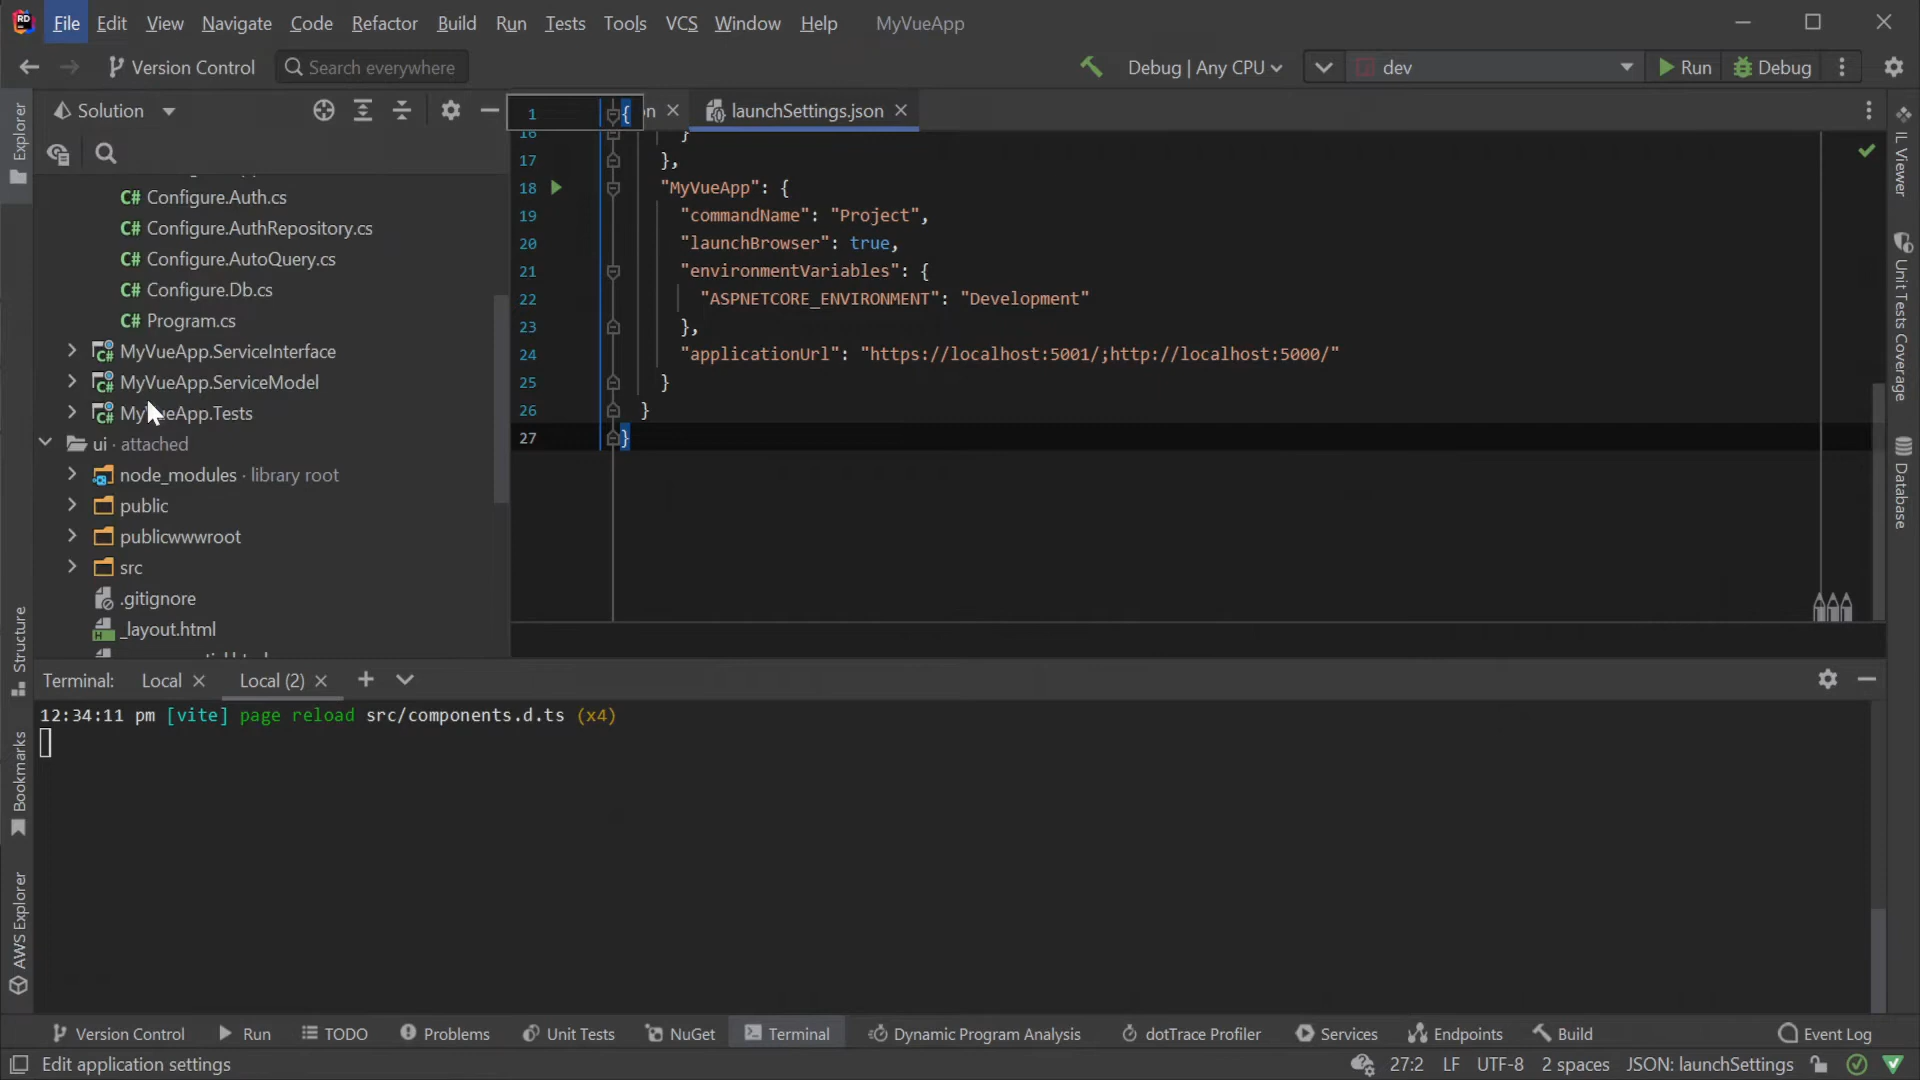 File Edit View Navigate Code Refactor Build Run Tests Tools VCS Window Help MyVueApp
Version Control Search everywhere Debug | Any CPU dev Run Debug
Solution
1 { launchSettings.json
16 }
17 },
18 "MyVueApp": {
19 "commandName": "Project",
20 "launchBrowser": true,
21 "environmentVariables": {
22 "ASPNETCORE_ENVIRONMENT": "Development"
23 },
24 "applicationUrl": "https://localhost:5001/;http://localhost:5000/"
25 }
26 }
27 }
C# Configure.Auth.cs
C# Configure.AuthRepository.cs
C# Configure.AutoQuery.cs
C# Configure.Db.cs
C# Program.cs
MyVueApp.ServiceInterface
MyVueApp.ServiceModel
MyVueApp.Tests
ui · attached
node_modules · library root
public
publicwwwroot
src
.gitignore
_layout.html
Explorer
Structure
Bookmarks
AWS Explorer
IL Viewer
Unit Tests Coverage
Database
Terminal: Local Local (2)
12:34:11 pm [vite] page reload src/components.d.ts (x4)
Version Control Run TODO Problems Unit Tests NuGet Terminal Dynamic Program Analysis dotTrace Profiler Services Endpoints Build Event Log
Edit application settings 27:2 LF UTF-8 2 spaces JSON: launchSettings